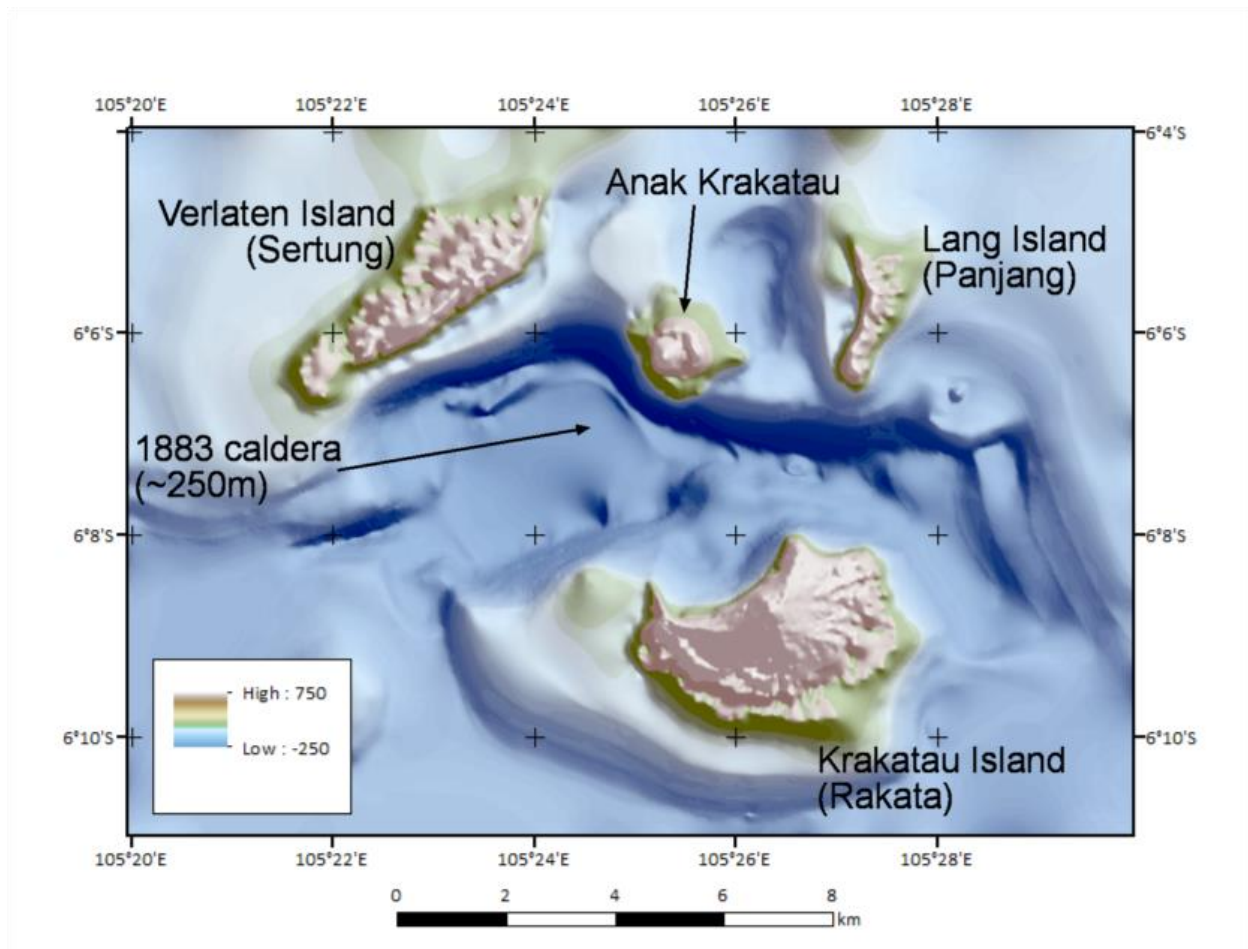 105°20'E 105°22'E 105°24'E 105°26'E 105°28'E
6°4'S
Anak Krakatau
Verlaten Island
(Sertung)
Lang Island
(Panjang)
6°6'S 6°6'S
1883 caldera
(~250m)
6°8'S 6°8'S
High : 750
Low : -250
6°10'S 6°10'S
Krakatau Island
(Rakata)
105°20'E 105°22'E 105°24'E 105°26'E 105°28'E
0 2 4 6 8
km